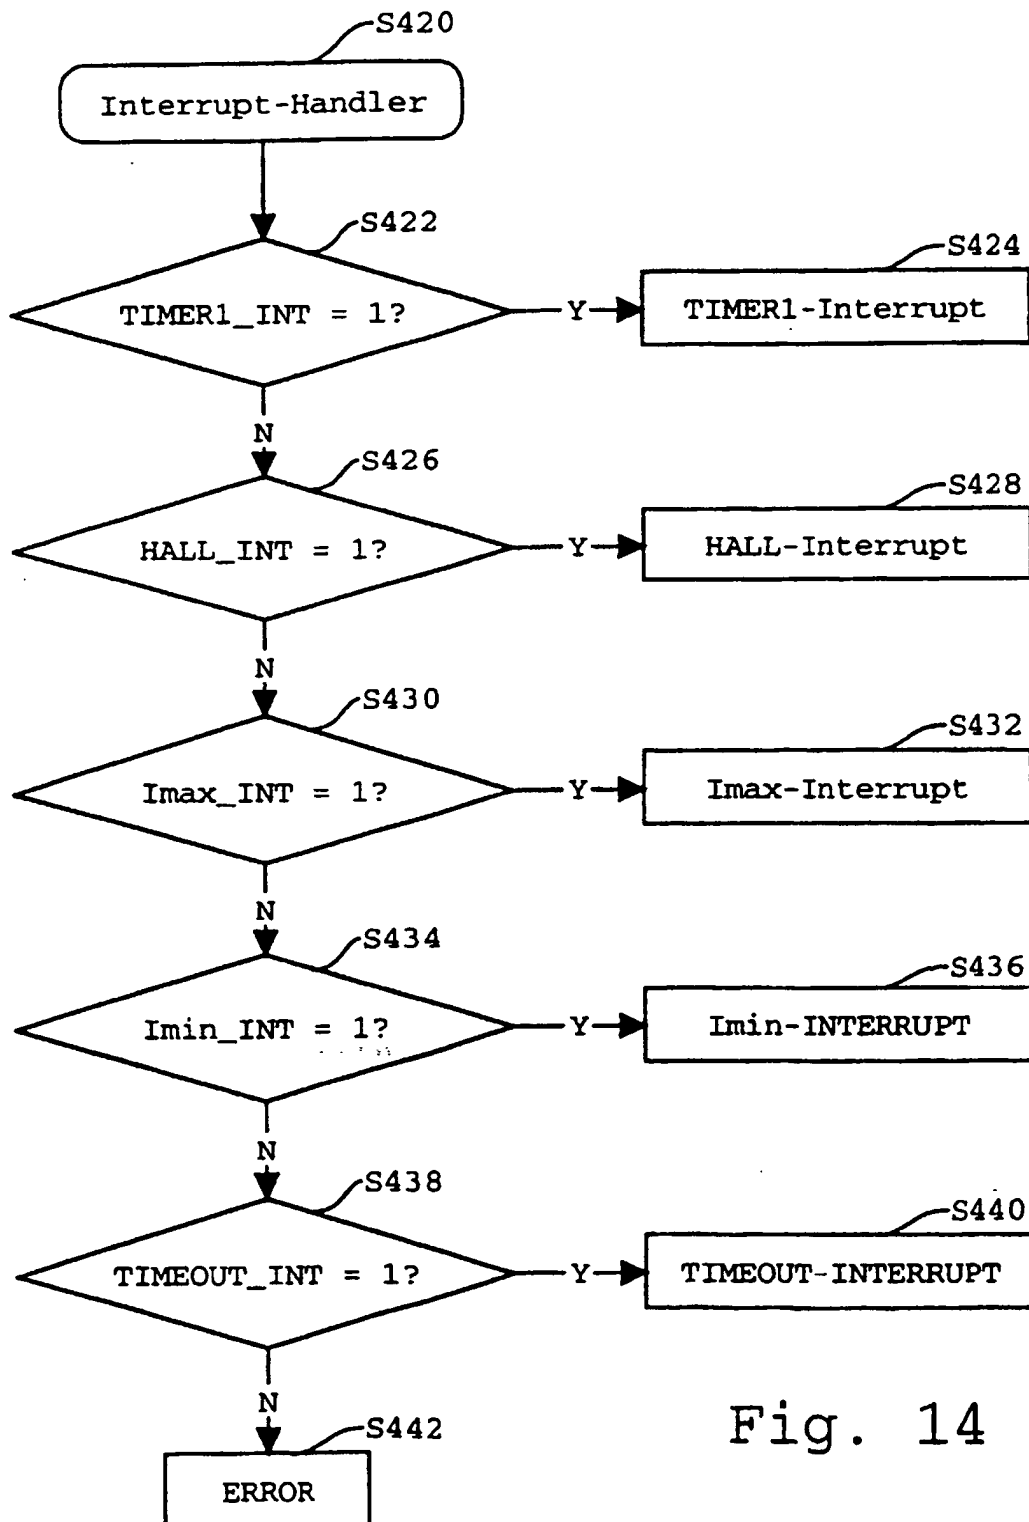 S420
Interrupt-Handler
S422
TIMER1_INT = 1?
Y
S424
TIMER1-Interrupt
N
S426
HALL_INT = 1?
Y
S428
HALL-Interrupt
N
S430
Imax_INT = 1?
Y
S432
Imax-Interrupt
N
S434
Imin_INT = 1?
Y
S436
Imin-INTERRUPT
N
S438
TIMEOUT_INT = 1?
Y
S440
TIMEOUT-INTERRUPT
N
S442
ERROR
Fig. 14